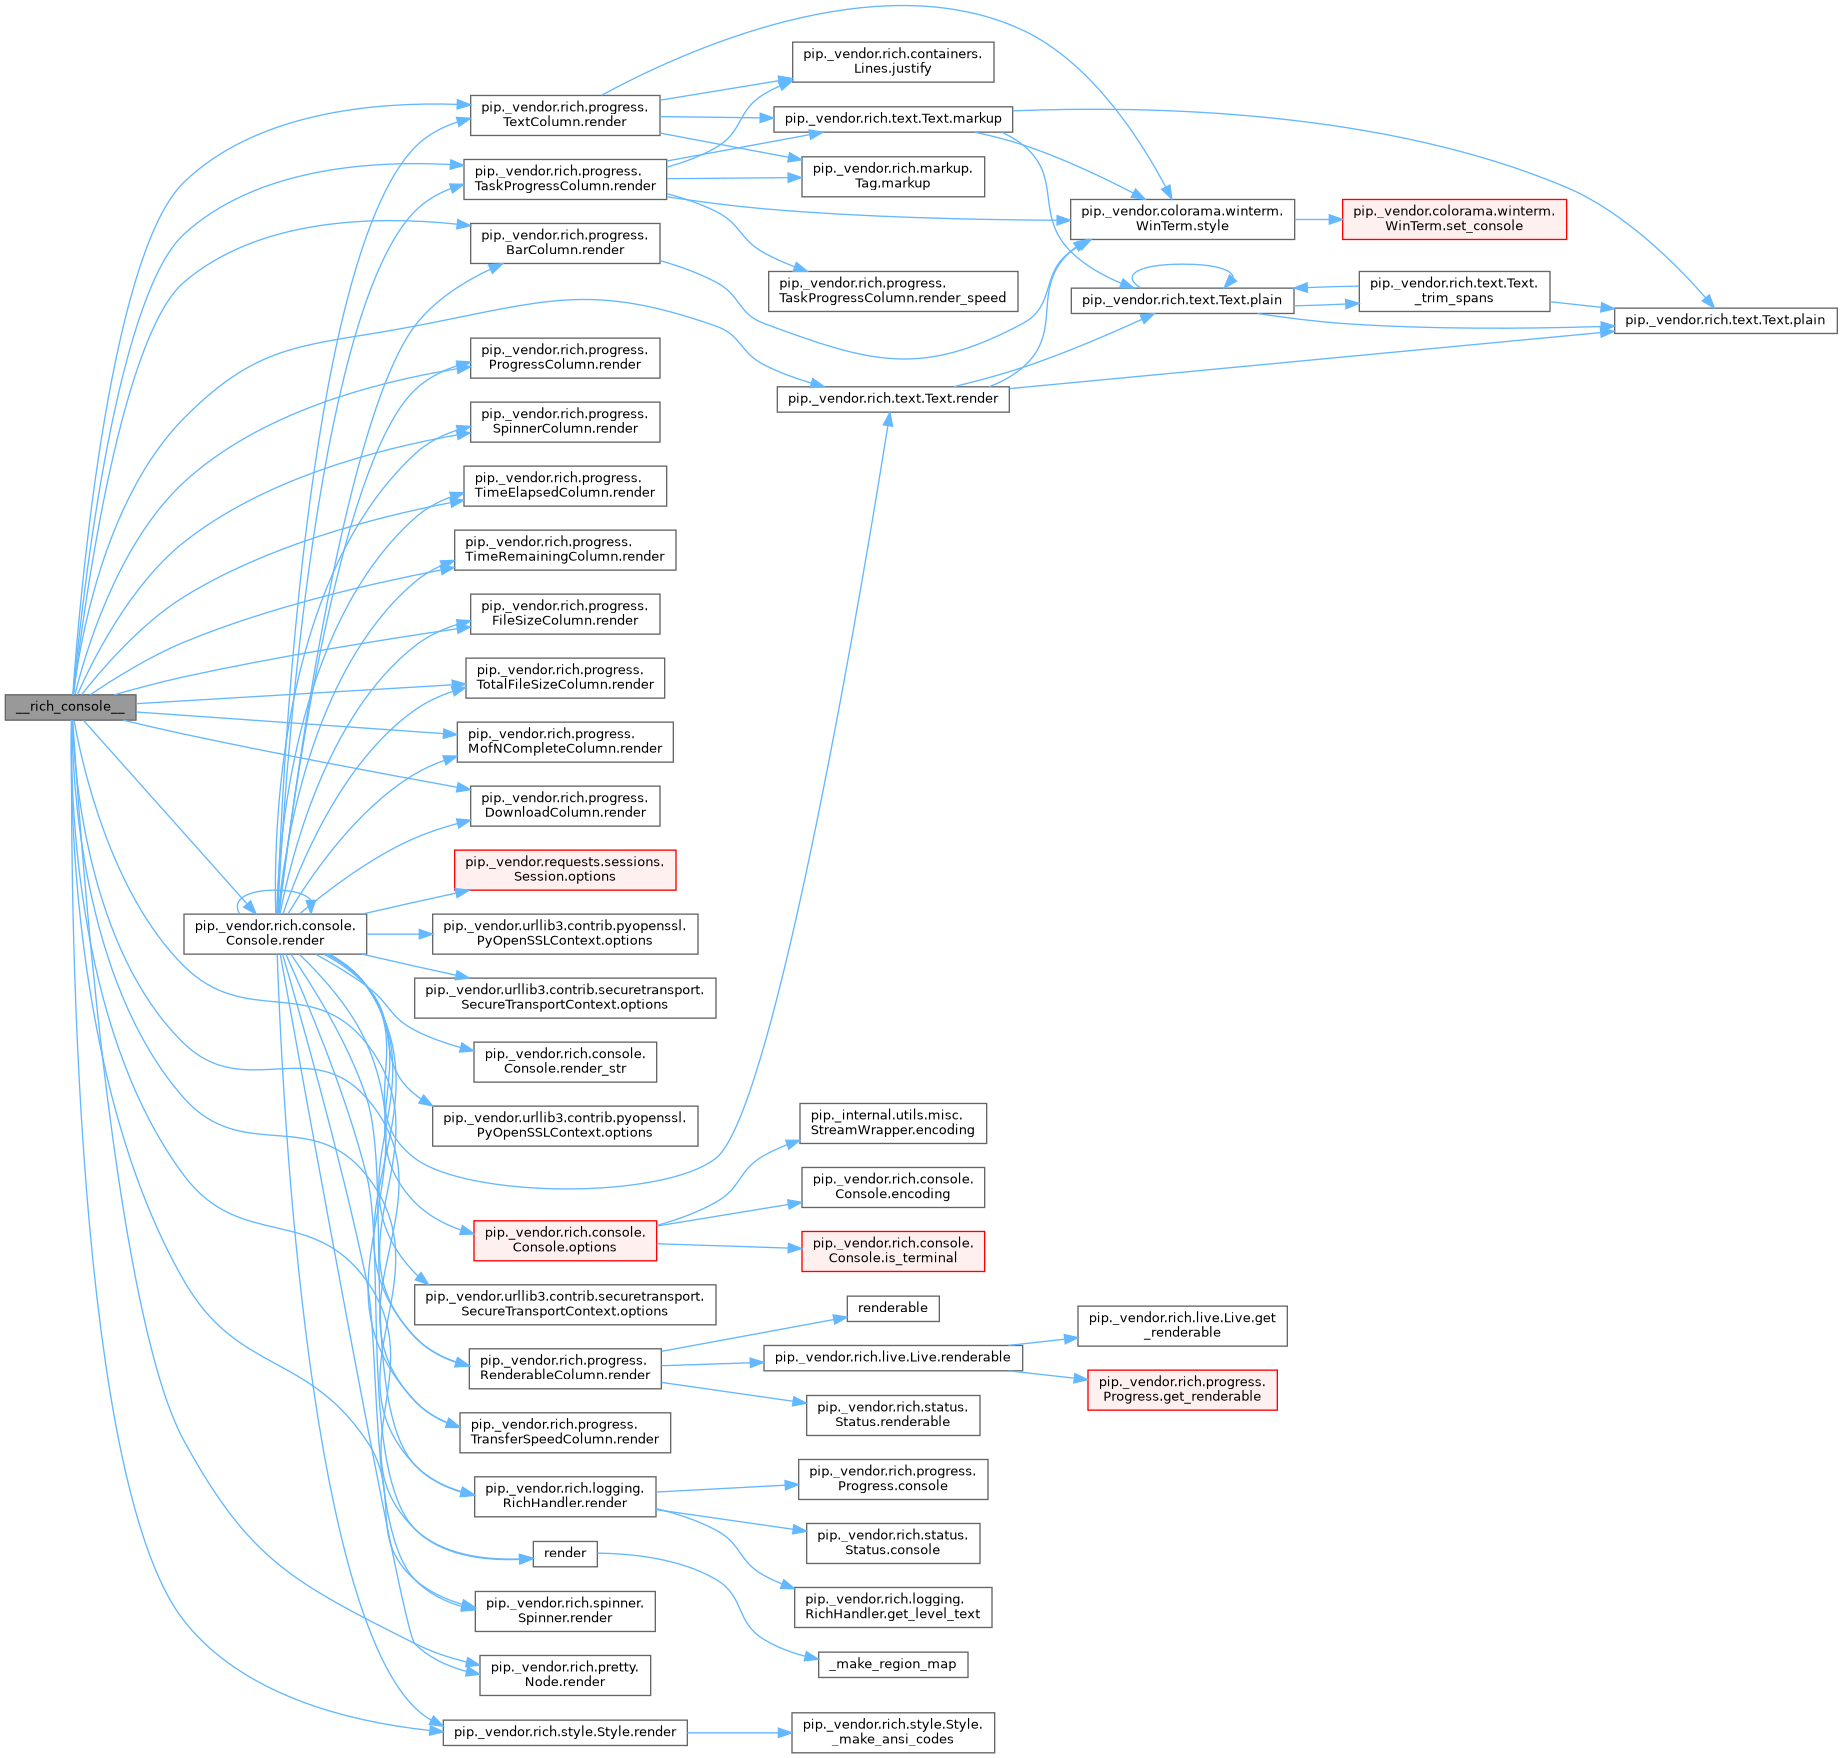 pip._vendor.rich.containers.
Lines.justify
pip._vendor.rich.progress.
TextColumn.render
pip._vendor.rich.text.Text.markup
pip._vendor.rich.progress.
TaskProgressColumn.render
pip._vendor.rich.markup.
Tag.markup
pip._vendor.colorama.winterm.
WinTerm.style
pip._vendor.colorama.winterm.
WinTerm.set_console
pip._vendor.rich.progress.
BarColumn.render
pip._vendor.rich.progress.
TaskProgressColumn.render_speed
pip._vendor.rich.text.Text.plain
pip._vendor.rich.text.Text.
_trim_spans
pip._vendor.rich.text.Text.plain
pip._vendor.rich.progress.
ProgressColumn.render
pip._vendor.rich.text.Text.render
pip._vendor.rich.progress.
SpinnerColumn.render
pip._vendor.rich.progress.
TimeElapsedColumn.render
pip._vendor.rich.progress.
TimeRemainingColumn.render
pip._vendor.rich.progress.
FileSizeColumn.render
pip._vendor.rich.progress.
TotalFileSizeColumn.render
__rich_console__
pip._vendor.rich.progress.
MofNCompleteColumn.render
pip._vendor.rich.progress.
DownloadColumn.render
pip._vendor.requests.sessions.
Session.options
pip._vendor.rich.console.
Console.render
pip._vendor.urllib3.contrib.pyopenssl.
PyOpenSSLContext.options
pip._vendor.urllib3.contrib.securetransport.
SecureTransportContext.options
pip._vendor.rich.console.
Console.render_str
pip._vendor.urllib3.contrib.pyopenssl.
PyOpenSSLContext.options
pip._internal.utils.misc.
StreamWrapper.encoding
pip._vendor.rich.console.
Console.encoding
pip._vendor.rich.console.
Console.options
pip._vendor.rich.console.
Console.is_terminal
pip._vendor.urllib3.contrib.securetransport.
SecureTransportContext.options
renderable
pip._vendor.rich.live.Live.get
_renderable
pip._vendor.rich.progress.
RenderableColumn.render
pip._vendor.rich.live.Live.renderable
pip._vendor.rich.progress.
Progress.get_renderable
pip._vendor.rich.status.
Status.renderable
pip._vendor.rich.progress.
TransferSpeedColumn.render
pip._vendor.rich.progress.
Progress.console
pip._vendor.rich.logging.
RichHandler.render
pip._vendor.rich.status.
Status.console
render
pip._vendor.rich.logging.
RichHandler.get_level_text
pip._vendor.rich.spinner.
Spinner.render
_make_region_map
pip._vendor.rich.pretty.
Node.render
pip._vendor.rich.style.Style.render
pip._vendor.rich.style.Style.
_make_ansi_codes